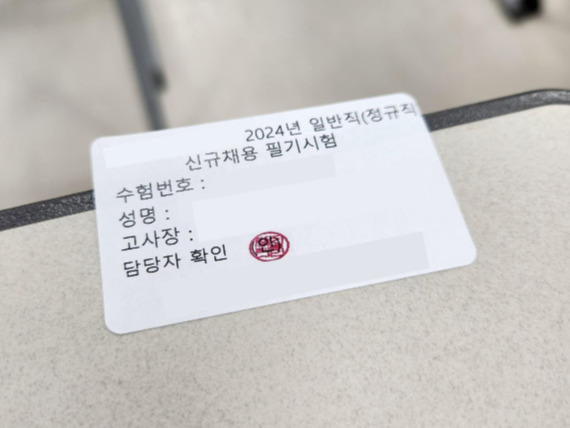 2024년 일반직(정규직
신규채용 필기시험
수험번호 :
성명 :
고사장 :
담당자 확인 (인)